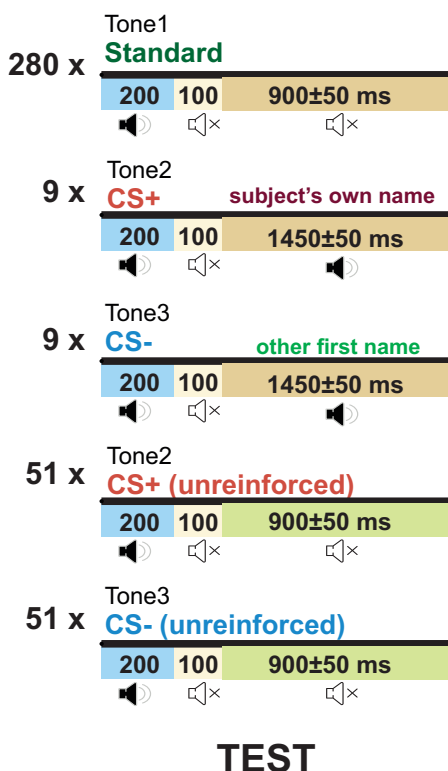 Tone1
Standard
280 x
200 100 900±50 ms
Tone2
9 x
CS+ subject's own name
200 100 1450±50 ms
Tone3
9 x
CS- other first name
200 100 1450±50 ms
Tone2
51 x
CS+ (unreinforced)
200 100 900±50 ms
Tone3
51 x
CS- (unreinforced)
200 100 900±50 ms
TEST